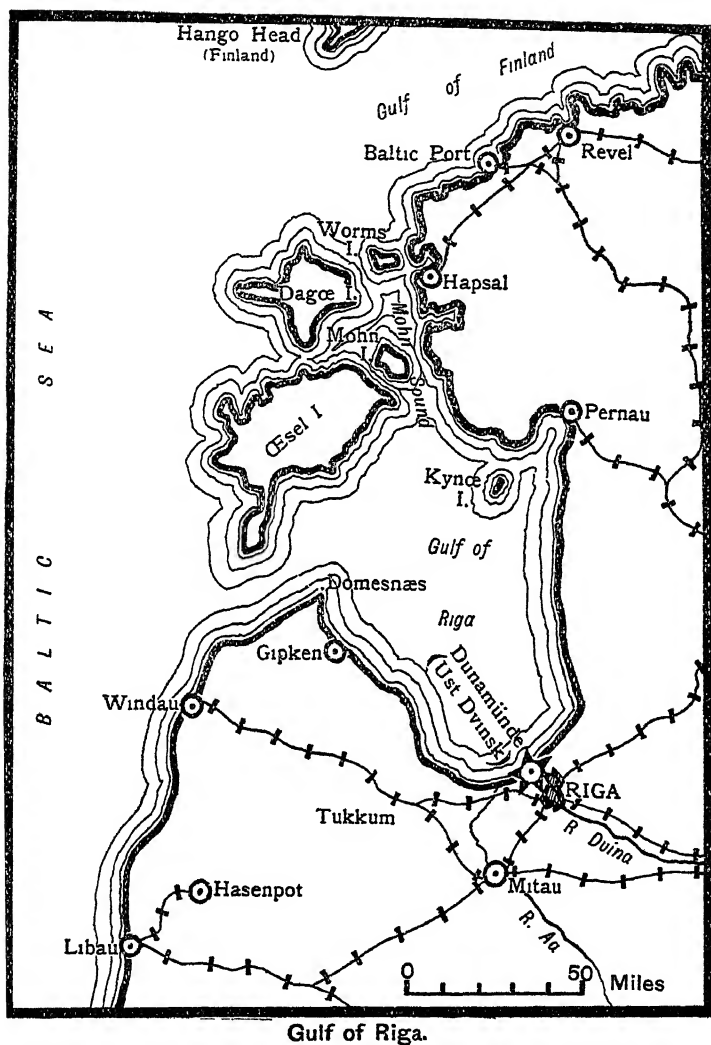 Hango Head
(Finland)
Gulf of Finland
Baltic Port
Revel
Worms
I.
Hapsal
Dagœ I.
Mohn
I.
Mohn Sound
Œsel I
Pernau
Kynœ
I.
Gulf of
Riga
BALTIC SEA
Domesnæs
Gipken
Windau
Dunamünde
(Ust Dvinsk)
RIGA
R Duina
Tukkum
Mitau
R. Aa
Hasenpot
Libau
0 50 Miles
Gulf of Riga.